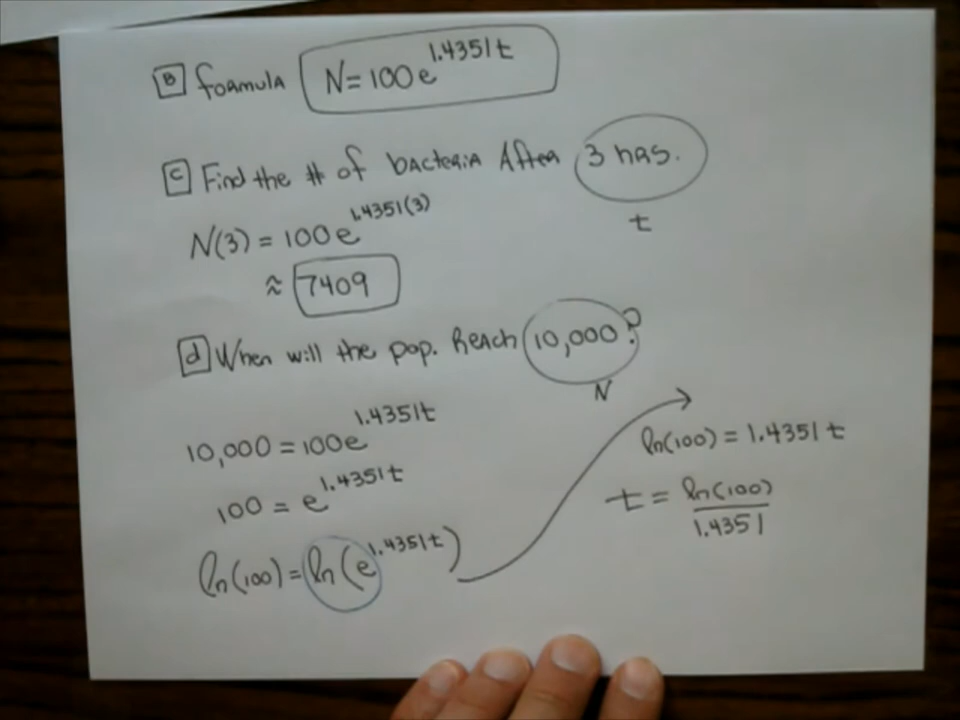 B Formula N = 100e^1.4351t
C Find the # of bacteria After 3 hrs.
t
N(3) = 100e^1.4351(3)
≈ 7409
d When will the pop. Reach 10,000?
N
10,000 = 100e^1.4351t
100 = e^1.4351t
ln(100) = ln(e^1.4351t)
ln(100) = 1.4351t
t = ln(100)/1.4351